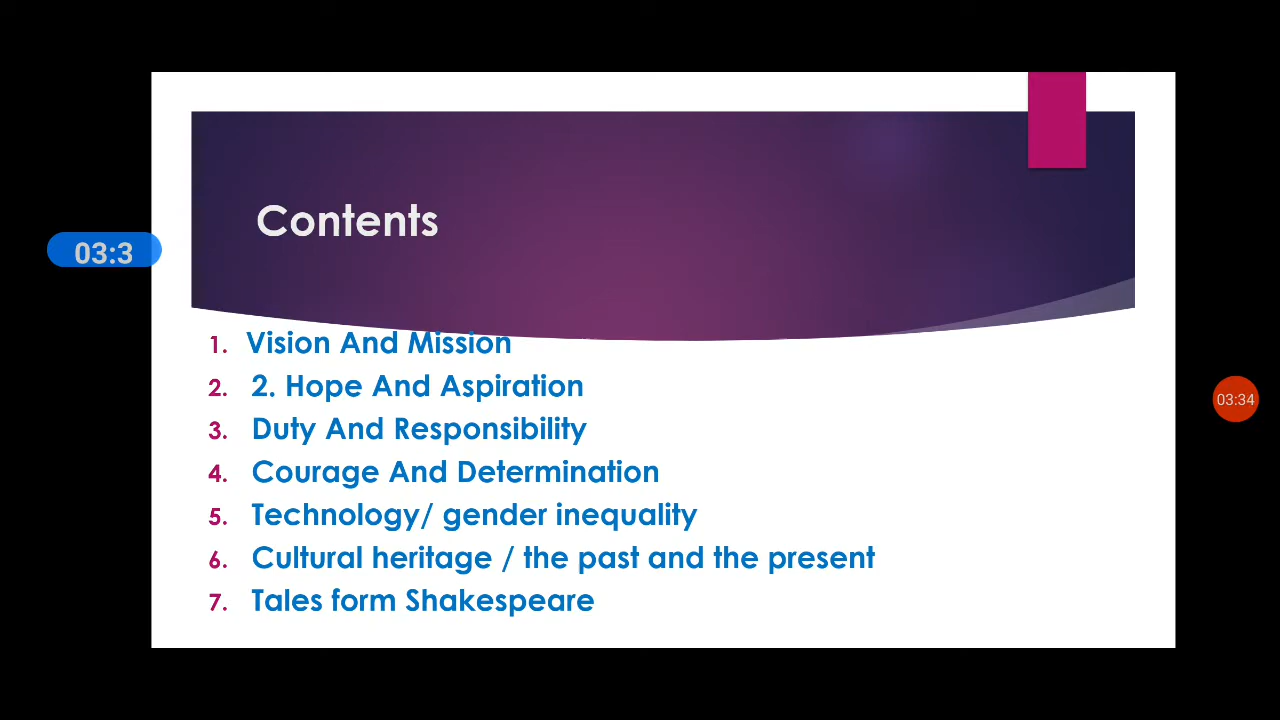 Contents
03:3
1. Vision And Mission
2. 2. Hope And Aspiration
03:34
3. Duty And Responsibility
4. Courage And Determination
5. Technology/ gender inequality
6. Cultural heritage / the past and the present
7. Tales form Shakespeare